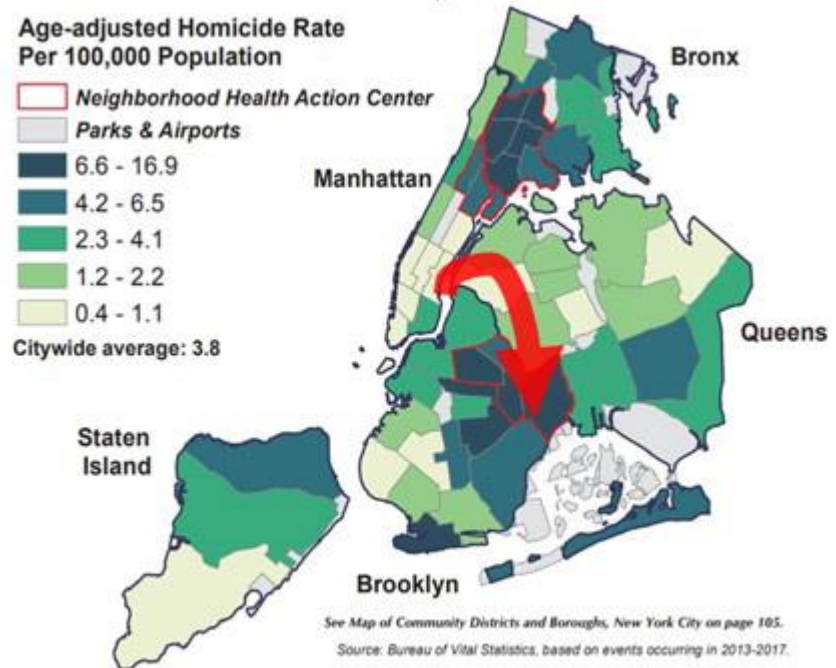 Age-adjusted Homicide Rate
Per 100,000 Population
Neighborhood Health Action Center
Parks & Airports
6.6 - 16.9
4.2 - 6.5
2.3 - 4.1
1.2 - 2.2
0.4 - 1.1
Citywide average: 3.8
Bronx
Manhattan
Queens
Staten
Island
Brooklyn
See Map of Community Districts and Boroughs, New York City on page 105.
Source: Bureau of Vital Statistics, based on events occurring in 2013-2017.